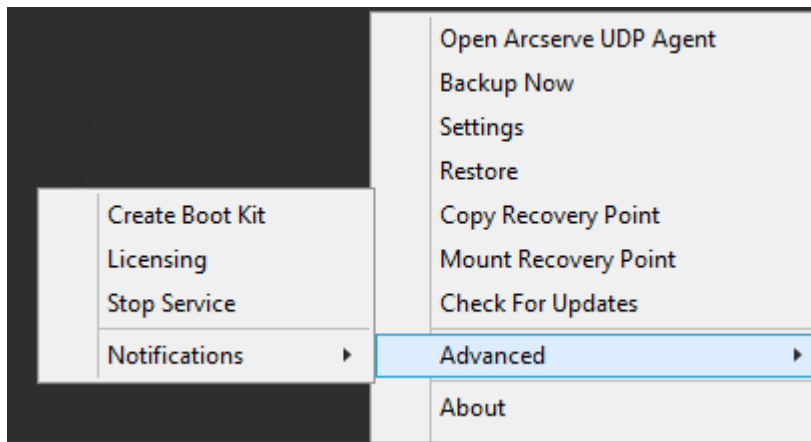 Open Arcserve UDP Agent
Backup Now
Settings
Restore
Copy Recovery Point
Mount Recovery Point
Check For Updates
Advanced
About
Create Boot Kit
Licensing
Stop Service
Notifications